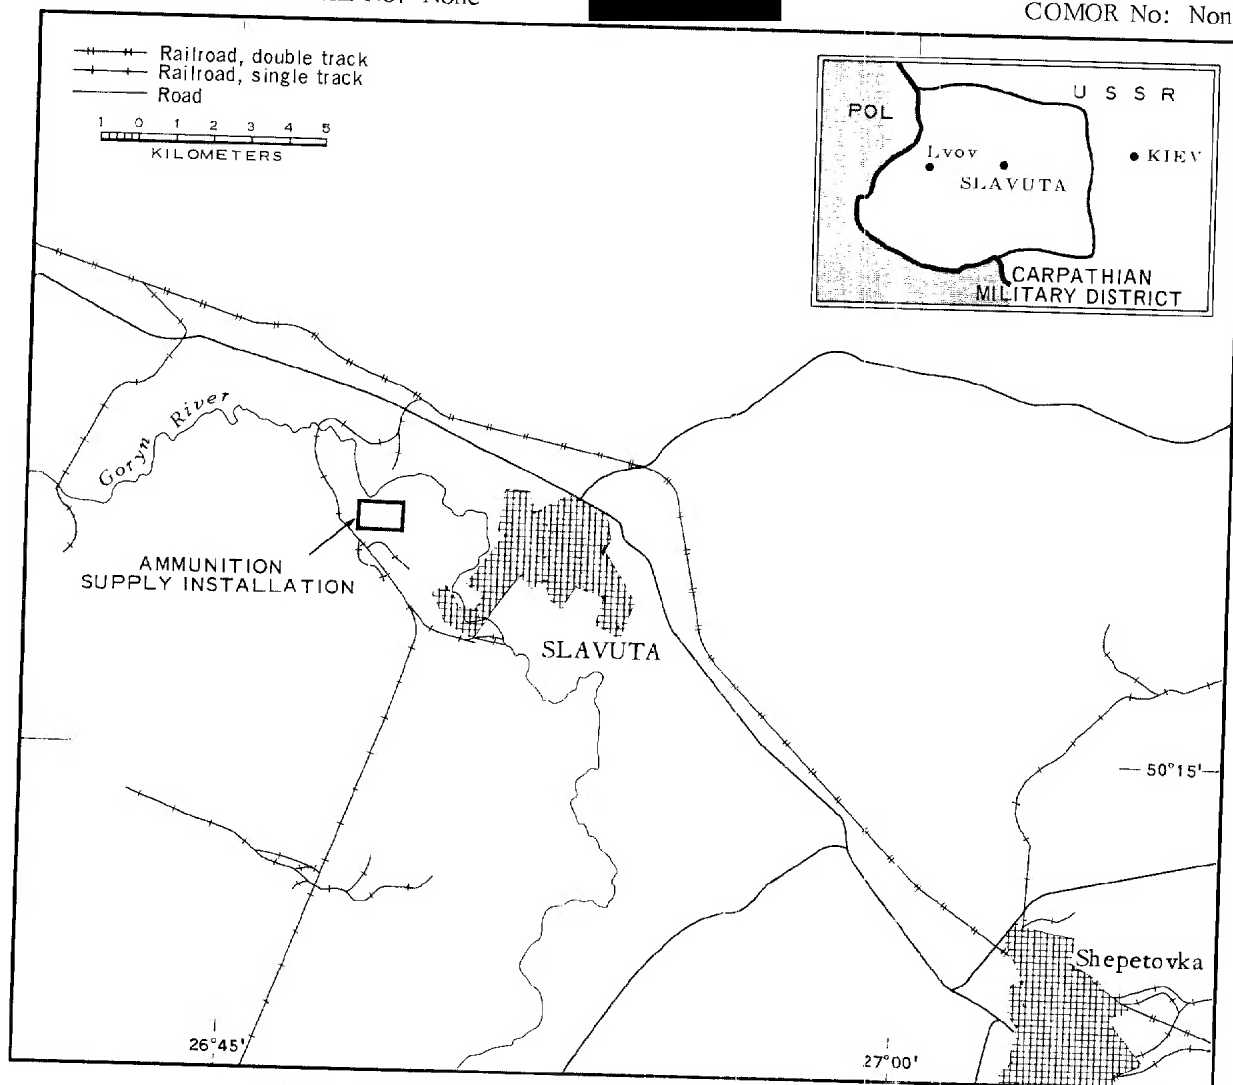 No: None
COMOR No: Non
Railroad, double track
Railroad, single track
Road
1 0 1 2 3 4 5
KILOMETERS
U S S R
POL
Lvov
KIEV
SLAVUTA
CARPATHIAN
MILITARY DISTRICT
Goryn River
AMMUNITION
SUPPLY INSTALLATION
SLAVUTA
50°15'
Shepetovka
26°45'
27°00'